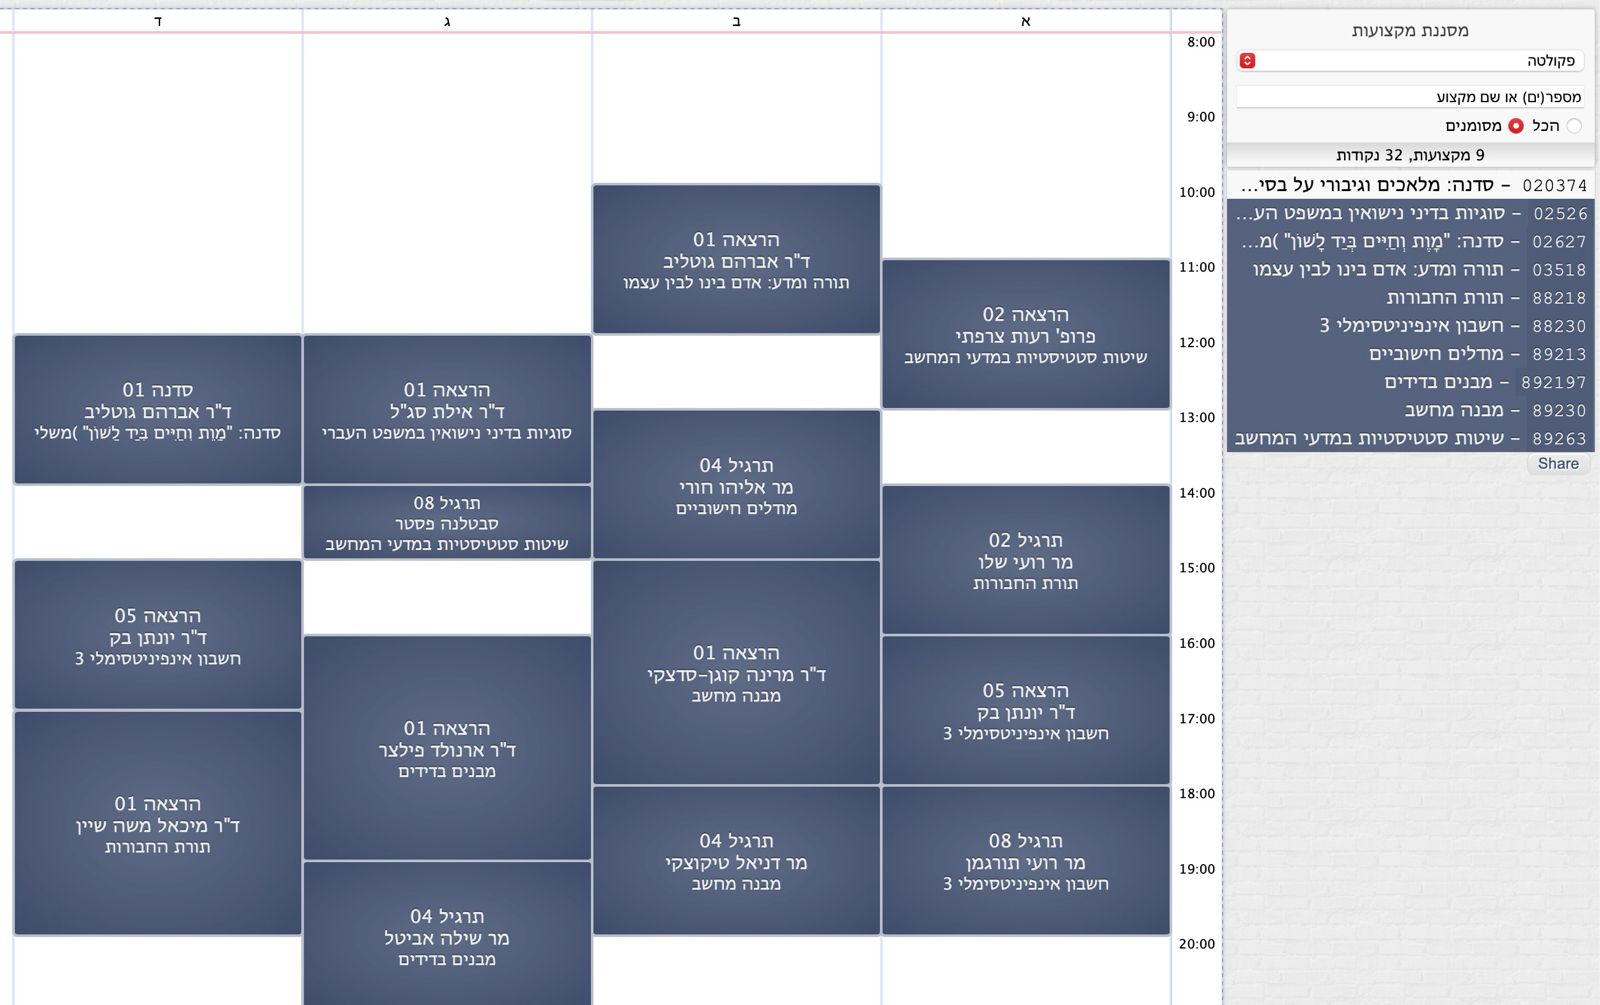 א
ב
ג
ד
8:00
9:00
10:00
11:00
12:00
13:00
14:00
15:00
16:00
17:00
18:00
19:00
20:00
הרצאה 02
פרופ' רעות צרפתי
שיטות סטטיסטיות במדעי המחשב
תרגיל 02
מר רועי שלו
תורת החבורות
הרצאה 05
ד"ר יונתן בק
חשבון אינפיניטסימלי 3
תרגיל 08
מר רועי תורגמן
חשבון אינפיניטסימלי 3
הרצאה 01
ד"ר אברהם גוטליב
תורה ומדע: אדם בינו לבין עצמו
תרגיל 04
מר אליהו חורי
מודלים חישוביים
הרצאה 01
ד"ר מרינה קוגן-סדצקי
מבנה מחשב
תרגיל 04
מר דניאל טיקוצקי
מבנה מחשב
הרצאה 01
ד"ר אילת סג"ל
סוגיות בדיני נישואין במשפט העברי
תרגיל 08
סבטלנה פסטר
שיטות סטטיסטיות במדעי המחשב
הרצאה 01
ד"ר ארנולד פילצר
מבנים בדידים
תרגיל 04
מר שילה אביטל
מבנים בדידים
סדנה 01
ד"ר אברהם גוטליב
סדנה: "מָוֶת וְחַיִּים בְּיַד לָשׁוֹן" )משלי
הרצאה 05
ד"ר יונתן בק
חשבון אינפיניטסימלי 3
הרצאה 01
ד"ר מיכאל משה שיין
תורת החבורות
מסננת מקצועות
פקולטה
מספר(ים) או שם מקצוע
הכל מסומנים
9 מקצועות, 32 נקודות
020374 - סדנה: מלאכים וגיבורי על בסי...
02526 - סוגיות בדיני נישואין במשפט הע...
02627 - סדנה: "מָוֶת וְחַיִּים בְּיַד לָשׁוֹן" )מ...
03518 - תורה ומדע: אדם בינו לבין עצמו
88218 - תורת החבורות
88230 - חשבון אינפיניטסימלי 3
89213 - מודלים חישוביים
892197 - מבנים בדידים
89230 - מבנה מחשב
89263 - שיטות סטטיסטיות במדעי המחשב
Share